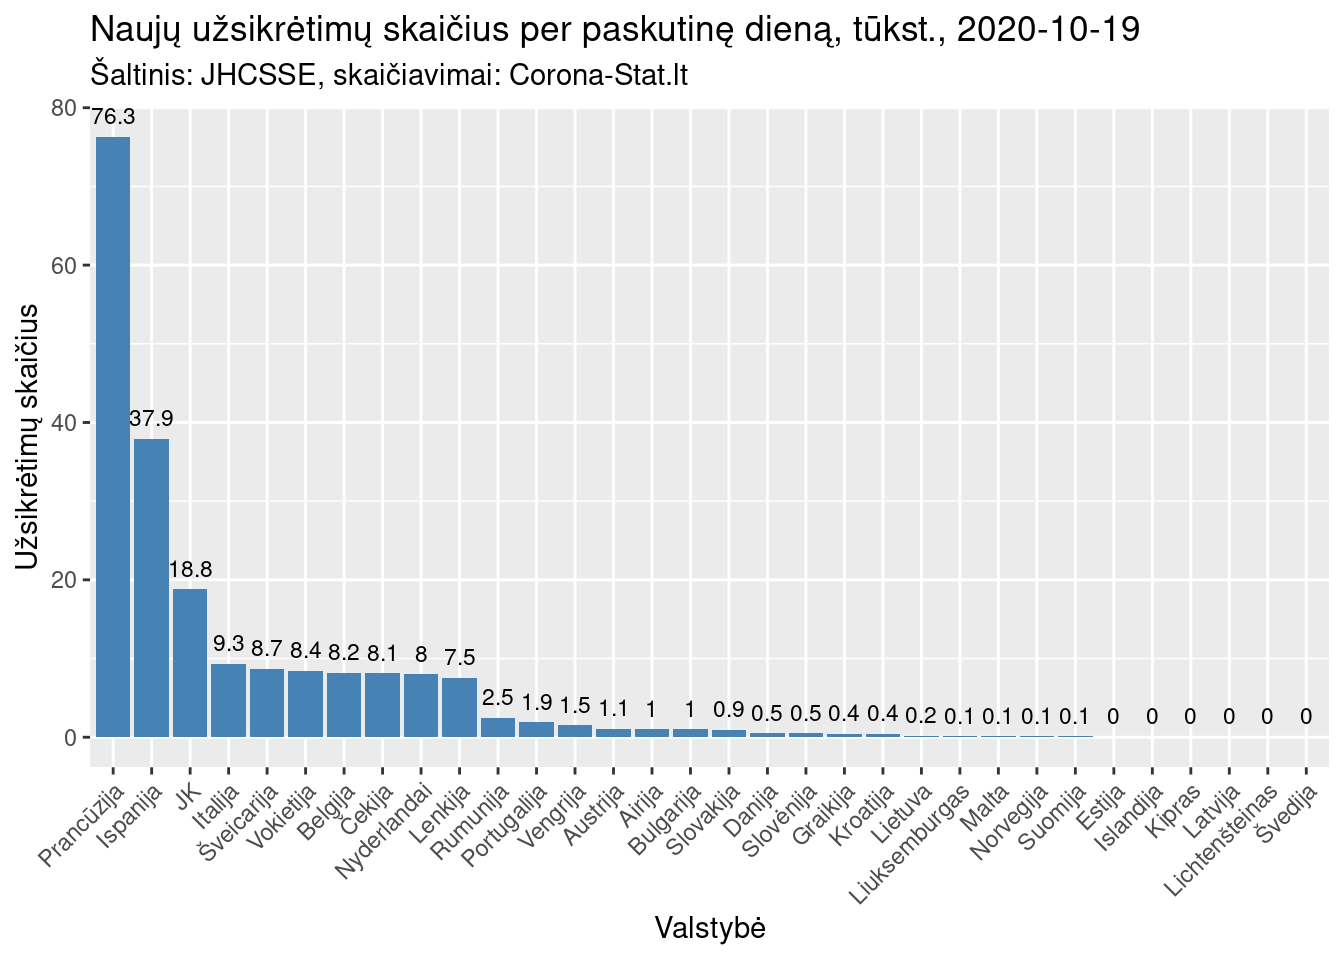 Naujų užsikrėtimų skaičius per paskutinę dieną, tūkst., 2020-10-19
Šaltinis: JHCSSE, skaičiavimai: Corona-Stat.lt
Užsikrėtimų skaičius
80
60
40
20
0
76.3
37.9
18.8
9.3
8.7
8.4
8.2
8.1
8
7.5
2.5
1.9
1.5
1.1
1
1
0.9
0.5
0.5
0.4
0.4
0.2
0.1
0.1
0.1
0.1
0
0
0
0
0
0
Prancūzija
Ispanija
JK
Italija
Šveicarija
Vokietija
Belgija
Čekija
Nyderlandai
Lenkija
Rumunija
Portugalija
Vengrija
Austrija
Airija
Bulgarija
Slovakija
Danija
Slovėnija
Graikija
Kroatija
Lietuva
Liuksemburgas
Malta
Norvegija
Suomija
Estija
Islandija
Kipras
Latvija
Lichtenšteinas
Švedija
Valstybė